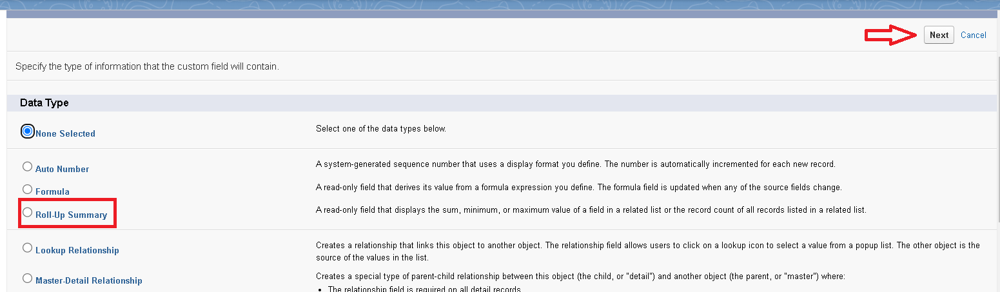 Next Cancel
Specify the type of information that the custom field will contain.
Data Type
None Selected
Select one of the data types below.
Auto Number
A system-generated sequence number that uses a display format you define. The number is automatically incremented for each new record.
Formula
A read-only field that derives its value from a formula expression you define. The formula field is updated when any of the source fields change.
Roll-Up Summary
A read-only field that displays the sum, minimum, or maximum value of a field in a related list or the record count of all records listed in a related list.
Lookup Relationship
Creates a relationship that links this object to another object. The relationship field allows users to click on a lookup icon to select a value from a popup list. The other object is the
source of the values in the list.
Master-Detail Relationship
Creates a special type of parent-child relationship between this object (the child, or "detail") and another object (the parent, or "master") where:
• The relationship field is required on all detail records.